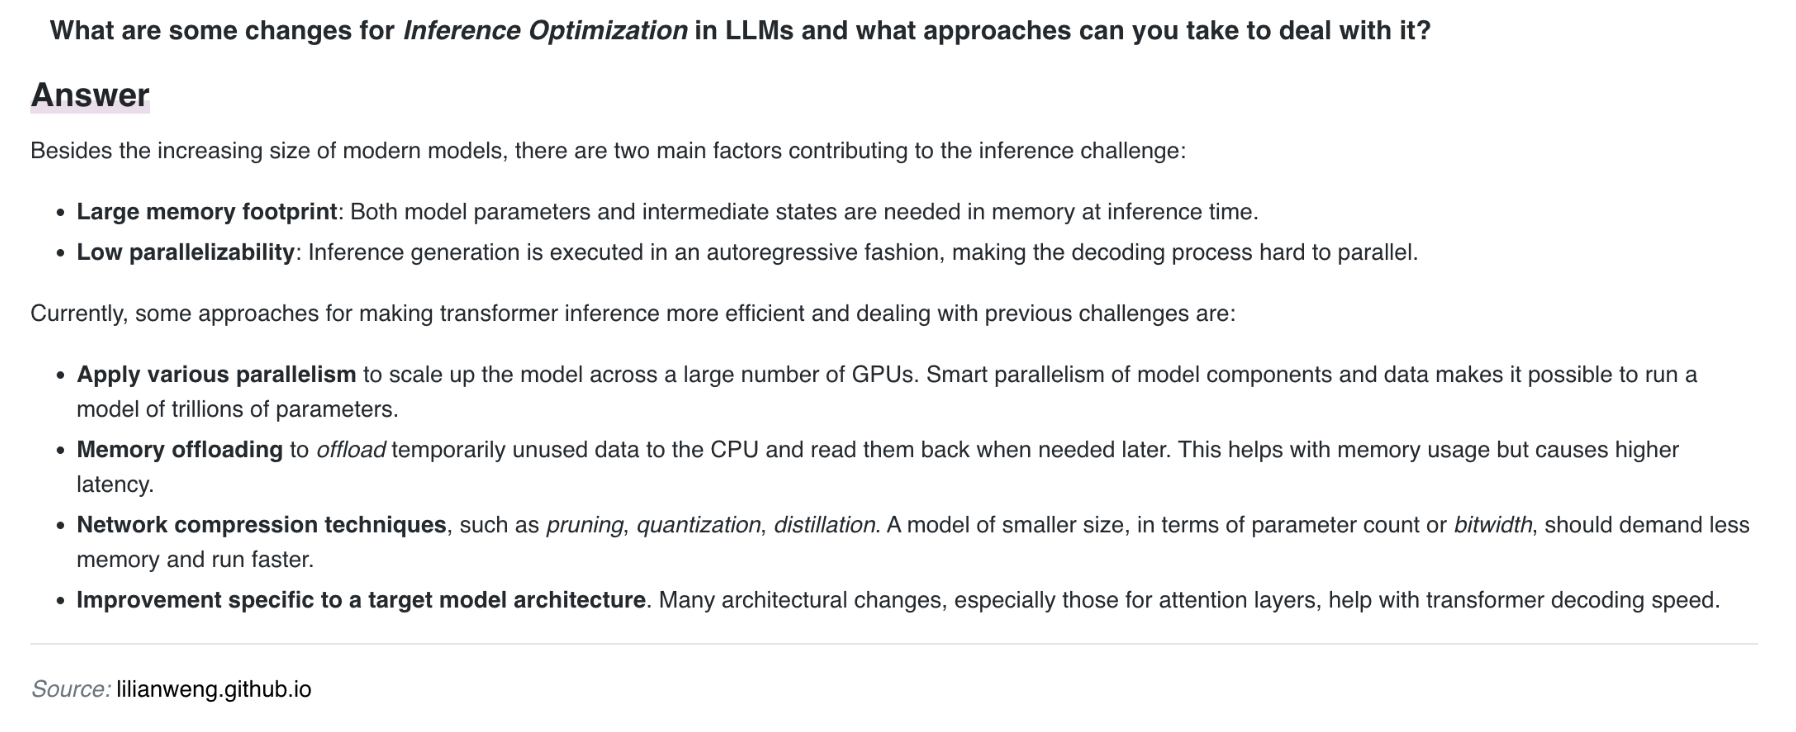 What are some changes for Inference Optimization in LLMs and what approaches can you take to deal with it?
Answer
Besides the increasing size of modern models, there are two main factors contributing to the inference challenge:
• Large memory footprint: Both model parameters and intermediate states are needed in memory at inference time.
• Low parallelizability: Inference generation is executed in an autoregressive fashion, making the decoding process hard to parallel.
Currently, some approaches for making transformer inference more efficient and dealing with previous challenges are:
• Apply various parallelism to scale up the model across a large number of GPUs. Smart parallelism of model components and data makes it possible to run a
model of trillions of parameters.
• Memory offloading to offload temporarily unused data to the CPU and read them back when needed later. This helps with memory usage but causes higher
latency.
• Network compression techniques, such as pruning, quantization, distillation. A model of smaller size, in terms of parameter count or bitwidth, should demand less
memory and run faster.
• Improvement specific to a target model architecture. Many architectural changes, especially those for attention layers, help with transformer decoding speed.
Source: lilianweng.github.io